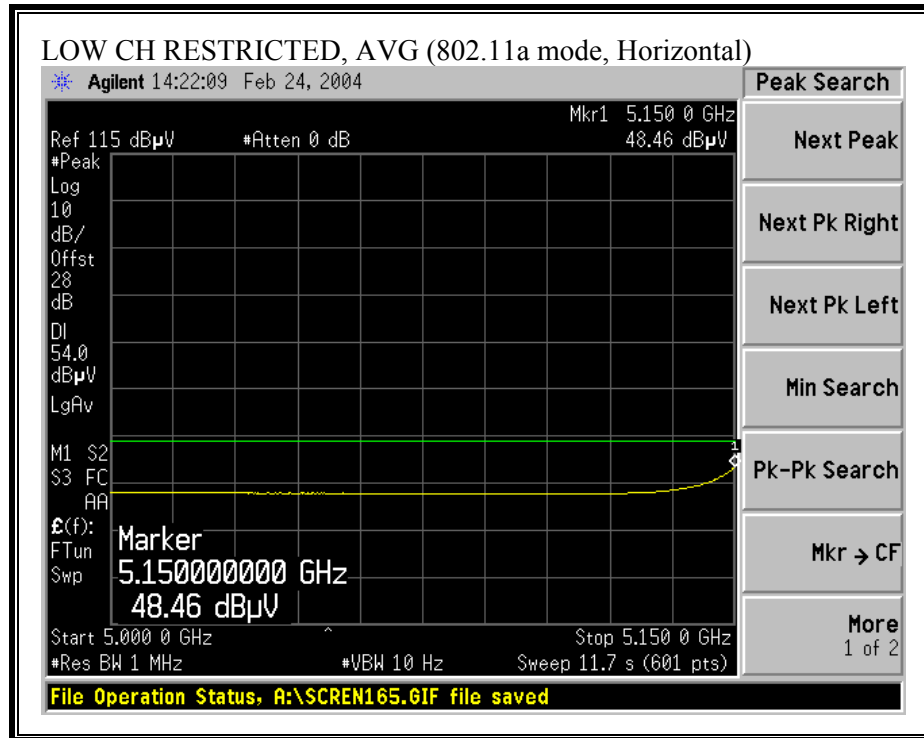 LOW CH RESTRICTED, AVG (802.11a mode, Horizontal)
Agilent 14:22:09 Feb 24, 2004
Peak Search
Mkr1 5.150 0 GHz
Ref 115 dBµV #Atten 0 dB 48.46 dBµV
#Peak
Log
10
dB/
Offst
28
dB
DI
54.0
dBµV
LgAv
M1 S2
S3 FC
AA
£(f):
FTun
Swp
1
Marker
5.150000000 GHz
48.46 dBµV
Start 5.000 0 GHz ^ Stop 5.150 0 GHz
#Res BW 1 MHz #VBW 10 Hz Sweep 11.7 s (601 pts)
Next Peak
Next Pk Right
Next Pk Left
Min Search
Pk-Pk Search
Mkr → CF
More
1 of 2
File Operation Status, A:\SCREN165.GIF file saved